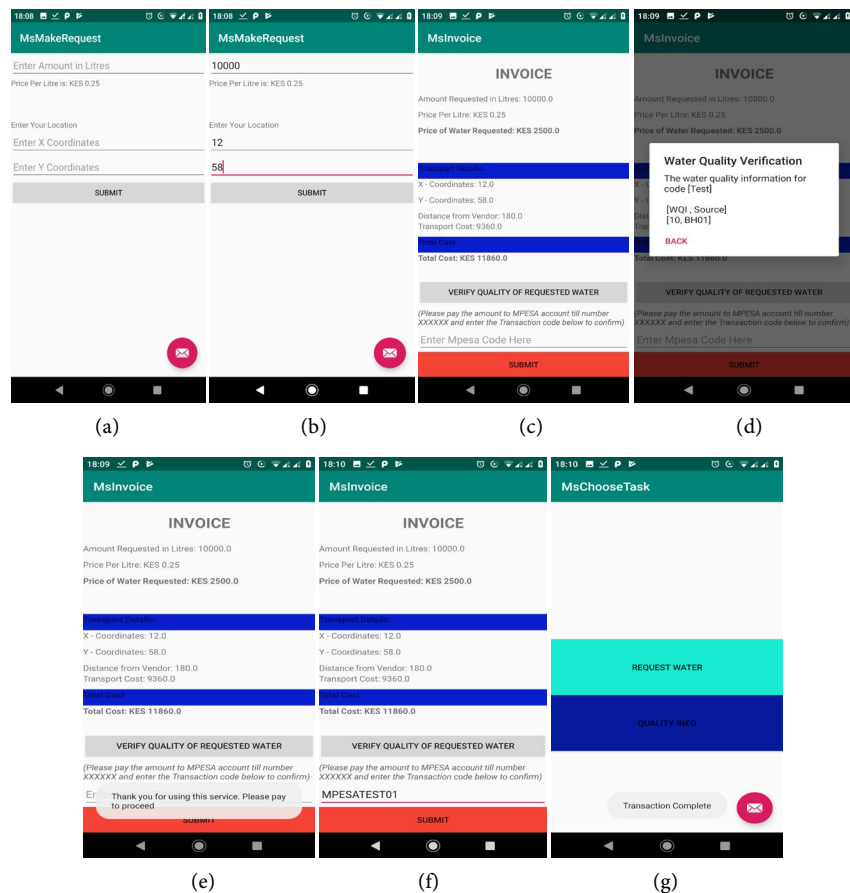 18:08
MsMakeRequest
Enter Amount in Litres
Price Per Litre is: KES 0.25
Enter Your Location
Enter X Coordinates
Enter Y Coordinates
SUBMIT
(a)
18:08
MsMakeRequest
10000
Price Per Litre is: KES 0.25
Enter Your Location
12
58
SUBMIT
(b)
18:09
MsInvoice
INVOICE
Amount Requested in Litres: 10000.0
Price Per Litre: KES 0.25
Price of Water Requested: KES 2500.0
Transport Details:
X - Coordinates: 12.0
Y - Coordinates: 58.0
Distance from Vendor: 180.0
Transport Cost: 9360.0
Total Cost
Total Cost: KES 11860.0
VERIFY QUALITY OF REQUESTED WATER
(Please pay the amount to MPESA account till number
XXXXXX and enter the Transaction code below to confirm)
Enter Mpesa Code Here
SUBMIT
(c)
18:09
MsInvoice
INVOICE
Amount Requested in Litres: 10000.0
Price Per Litre: KES 0.25
Price of Water Requested: KES 2500.0
Water Quality Verification
The water quality information for
code [Test]
[WQI , Source]
[10, BH01]
BACK
Total Cost: KES 11860.0
VERIFY QUALITY OF REQUESTED WATER
(Please pay the amount to MPESA account till number
XXXXXX and enter the Transaction code below to confirm)
Enter Mpesa Code Here
SUBMIT
(d)
18:09
MsInvoice
INVOICE
Amount Requested in Litres: 10000.0
Price Per Litre: KES 0.25
Price of Water Requested: KES 2500.0
Transport Details:
X - Coordinates: 12.0
Y - Coordinates: 58.0
Distance from Vendor: 180.0
Transport Cost: 9360.0
Total Cost
Total Cost: KES 11860.0
VERIFY QUALITY OF REQUESTED WATER
(Please pay the amount to MPESA account till number
XXXXXX and enter the Transaction code below to confirm)
Thank you for using this service. Please pay
to proceed
SUBMIT
(e)
18:10
MsInvoice
INVOICE
Amount Requested in Litres: 10000.0
Price Per Litre: KES 0.25
Price of Water Requested: KES 2500.0
Transport Details:
X - Coordinates: 12.0
Y - Coordinates: 58.0
Distance from Vendor: 180.0
Transport Cost: 9360.0
Total Cost
Total Cost: KES 11860.0
VERIFY QUALITY OF REQUESTED WATER
(Please pay the amount to MPESA account till number
XXXXXX and enter the Transaction code below to confirm)
MPESATEST01
SUBMIT
(f)
18:10
MsChooseTask
REQUEST WATER
QUALITY INFO
Transaction Complete
(g)